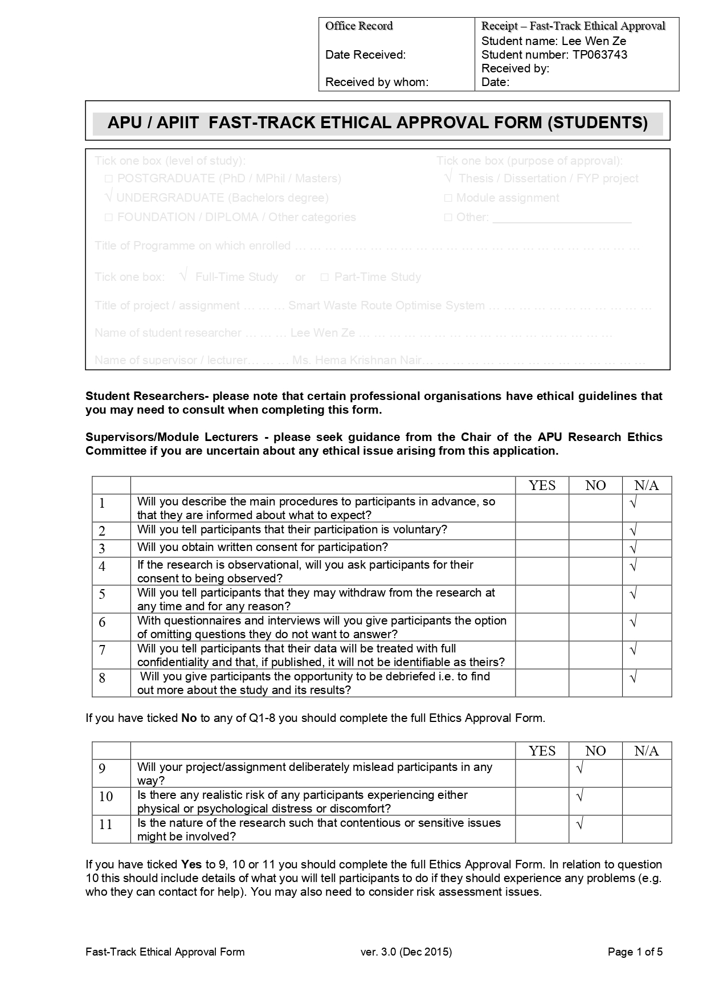 Office Record
Date Received:
Received by whom:
Receipt – Fast-Track Ethical Approval
Student name: Lee Wen Ze
Student number: TP063743
Received by:
Date:
APU / APIIT  FAST-TRACK ETHICAL APPROVAL FORM (STUDENTS)
Tick one box (level of study):
Tick one box (purpose of approval):
□ POSTGRADUATE (PhD / MPhil / Masters)
√ Thesis / Dissertation / FYP project
√ UNDERGRADUATE (Bachelors degree)
□ Module assignment
□ FOUNDATION / DIPLOMA / Other categories
□ Other: ______________________
Title of Programme on which enrolled … … … … … … … … … … … … … … … … … … … … … … …
Tick one box: √ Full-Time Study or □ Part-Time Study
Title of project / assignment … … … Smart Waste Route Optimise System … … … … … … … … … … …
Name of student researcher … … … Lee Wen Ze … … … … … … … … … … … … … … … … …
Name of supervisor / lecturer… … … Ms. Hema Krishnan Nair… … … … … … … … … … … … … … …
Student Researchers- please note that certain professional organisations have ethical guidelines that
you may need to consult when completing this form.
Supervisors/Module Lecturers - please seek guidance from the Chair of the APU Research Ethics
Committee if you are uncertain about any ethical issue arising from this application.
YES NO N/A
1 Will you describe the main procedures to participants in advance, so √
that they are informed about what to expect?
2 Will you tell participants that their participation is voluntary? √
3 Will you obtain written consent for participation? √
4 If the research is observational, will you ask participants for their √
consent to being observed?
5 Will you tell participants that they may withdraw from the research at √
any time and for any reason?
6 With questionnaires and interviews will you give participants the option √
of omitting questions they do not want to answer?
7 Will you tell participants that their data will be treated with full √
confidentiality and that, if published, it will not be identifiable as theirs?
8 Will you give participants the opportunity to be debriefed i.e. to find √
out more about the study and its results?
If you have ticked No to any of Q1-8 you should complete the full Ethics Approval Form.
YES NO N/A
9 Will your project/assignment deliberately mislead participants in any √
way?
10 Is there any realistic risk of any participants experiencing either √
physical or psychological distress or discomfort?
11 Is the nature of the research such that contentious or sensitive issues √
might be involved?
If you have ticked Yes to 9, 10 or 11 you should complete the full Ethics Approval Form. In relation to question
10 this should include details of what you will tell participants to do if they should experience any problems (e.g.
who they can contact for help). You may also need to consider risk assessment issues.
Fast-Track Ethical Approval Form ver. 3.0 (Dec 2015) Page 1 of 5